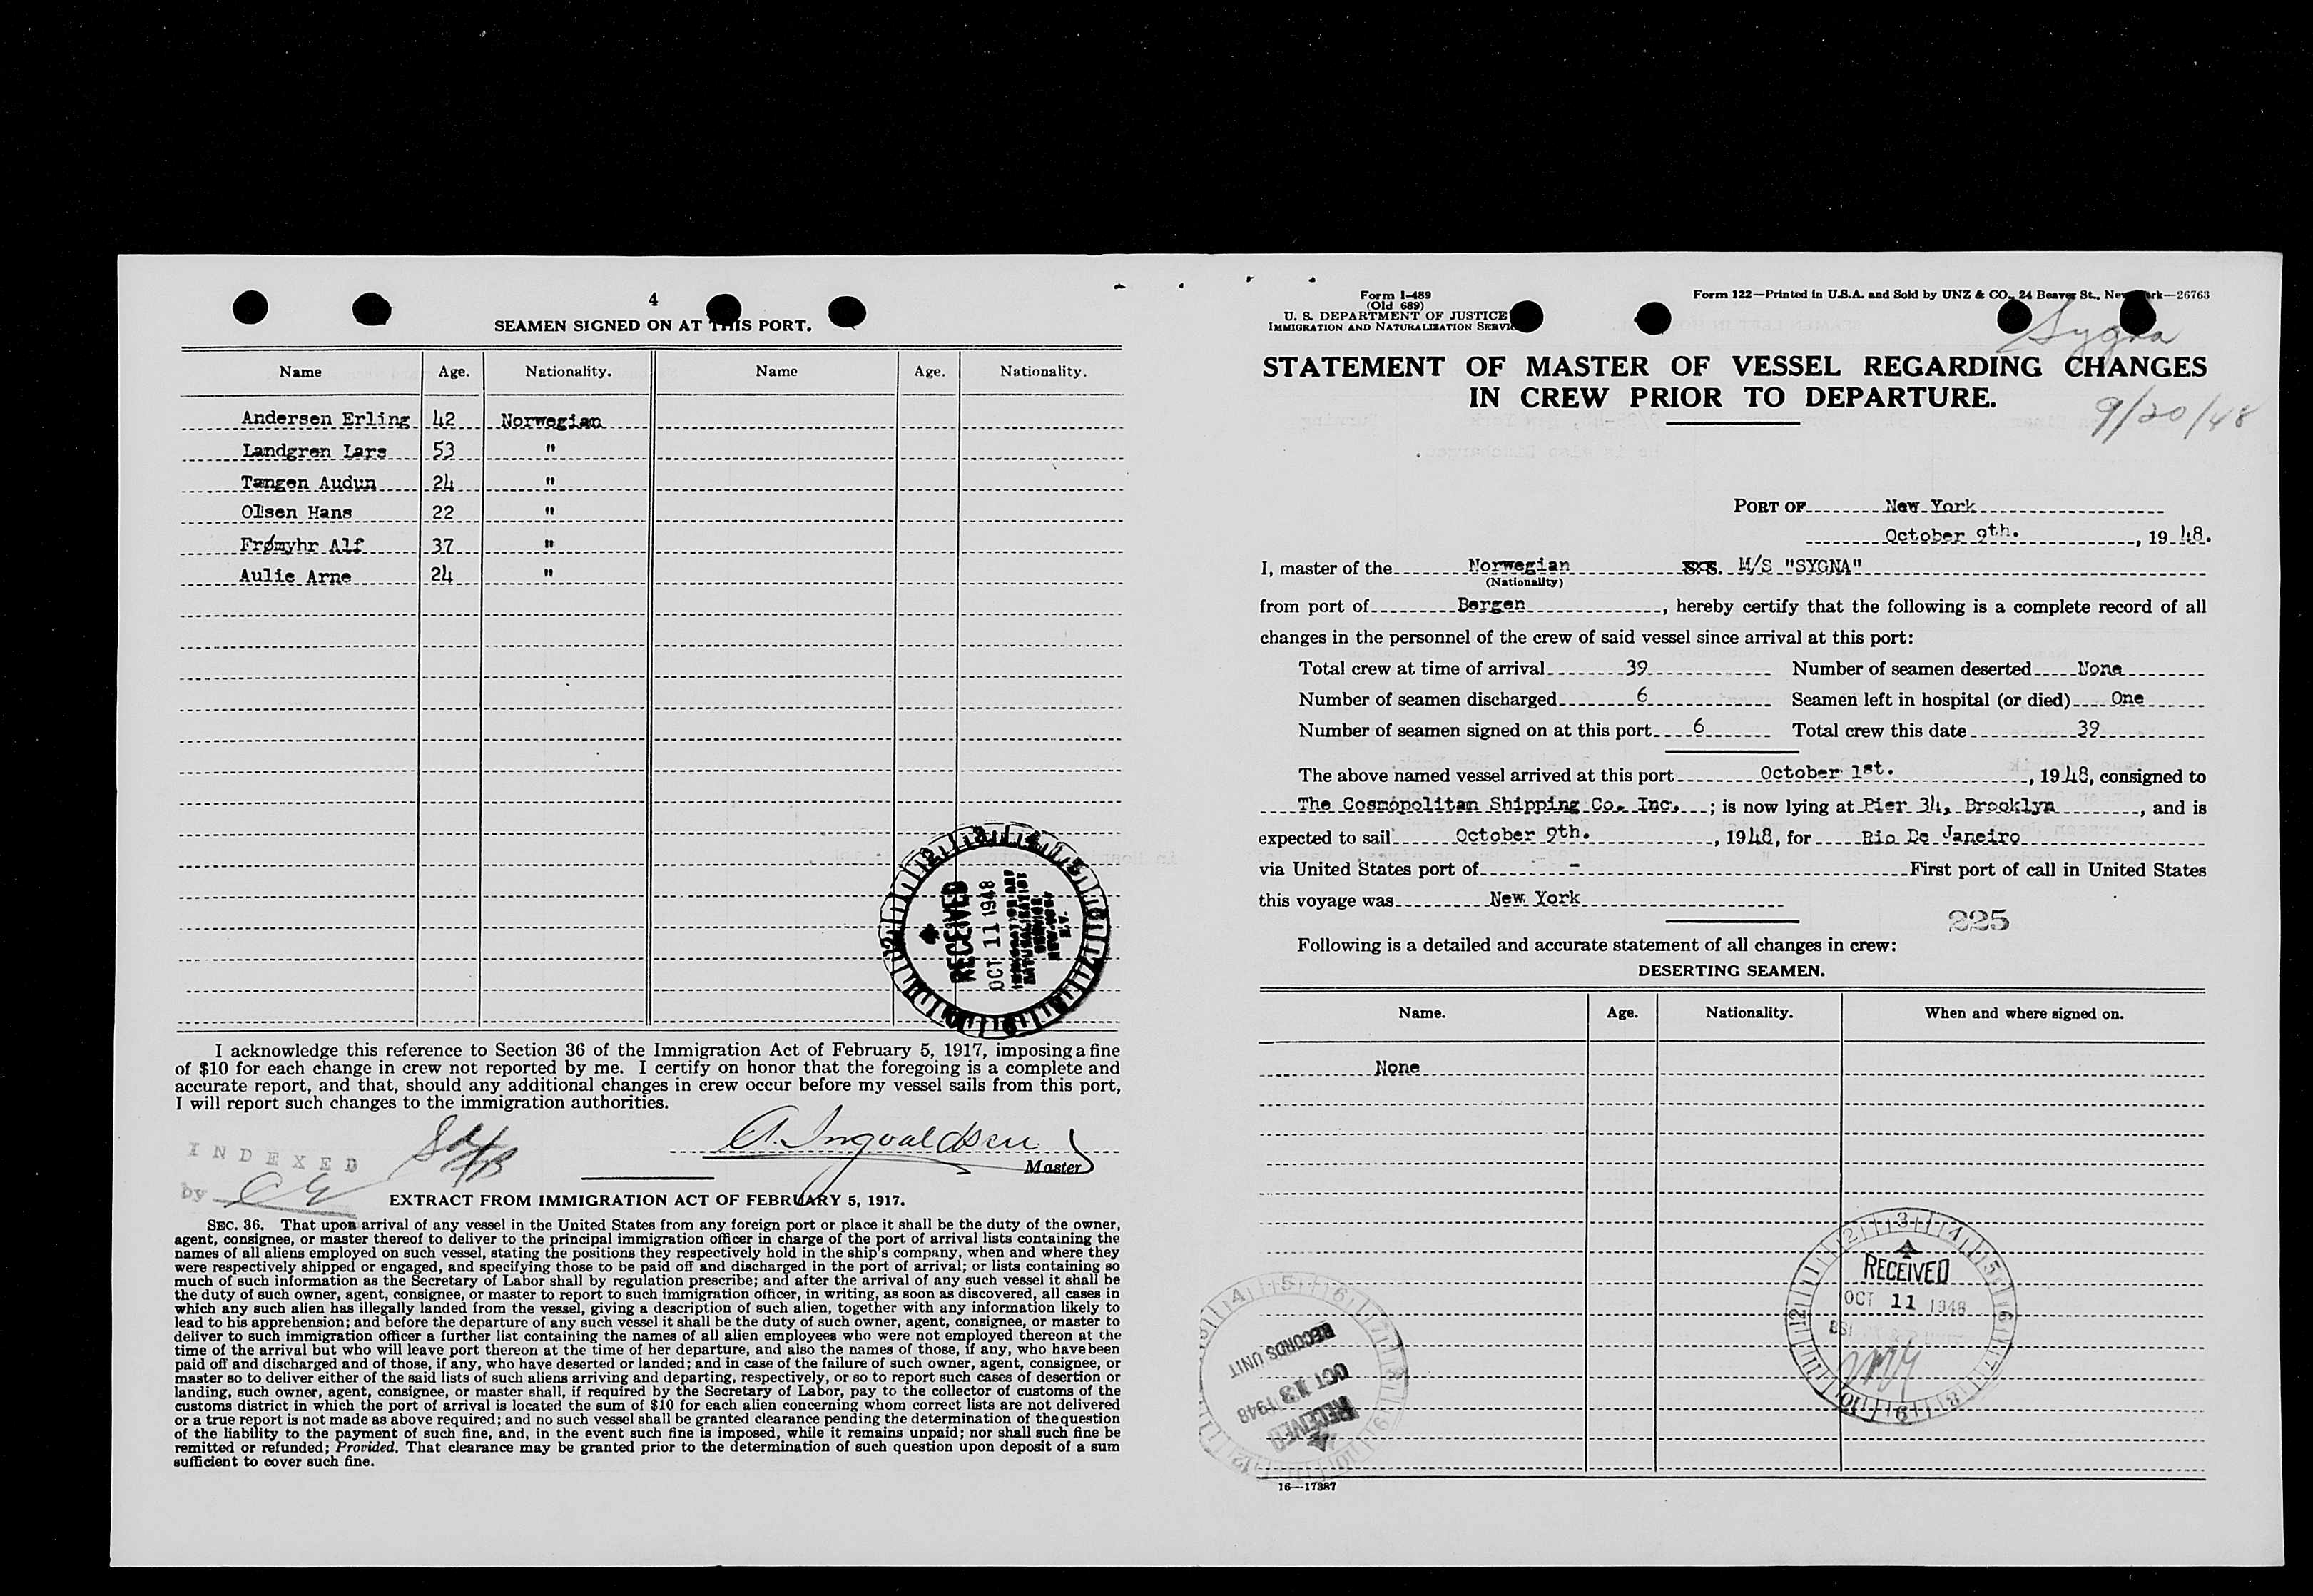 4
SEAMEN SIGNED ON AT THIS PORT.
Name Age. Nationality. Name Age. Nationality.
Andersen Erling 42 Norwegian
Landgren Lars 53 "
Tangen Audun 24 "
Olsen Hans 22 "
Frømyhr Alf 37 "
Aulie Arne 24 "
RECEIVED
OCT 11 1948
IMMIGRATION AND
NATURALIZATION
SERVICE
NEW YORK
N.Y.
I acknowledge this reference to Section 36 of the Immigration Act of February 5, 1917, imposing a fine
of $10 for each change in crew not reported by me. I certify on honor that the foregoing is a complete and
accurate report, and that, should any additional changes in crew occur before my vessel sails from this port,
I will report such changes to the immigration authorities.
A. Ingvaldsen
Master
INDEXED
by
EXTRACT FROM IMMIGRATION ACT OF FEBRUARY 5, 1917.
SEC. 36. That upon arrival of any vessel in the United States from any foreign port or place it shall be the duty of the owner,
agent, consignee, or master thereof to deliver to the principal immigration officer in charge of the port of arrival lists containing the
names of all aliens employed on such vessel, stating the positions they respectively hold in the ship's company, when and where they
were respectively shipped or engaged, and specifying those to be paid off and discharged in the port of arrival; or lists containing so
much of such information as the Secretary of Labor shall by regulation prescribe; and after the arrival of any such vessel it shall be
the duty of such owner, agent, consignee, or master to report to such immigration officer, in writing, as soon as discovered, all cases in
which any such alien has illegally landed from the vessel, giving a description of such alien, together with any information likely to
lead to his apprehension; and before the departure of any such vessel it shall be the duty of such owner, agent, consignee, or master to
deliver to such immigration officer a further list containing the names of all alien employees who were not employed thereon at the
time of the arrival but who will leave port thereon at the time of her departure, and also the names of those, if any, who have been
paid off and discharged and of those, if any, who have deserted or landed; and in case of the failure of such owner, agent, consignee, or
master so to deliver either of the said lists of such aliens arriving and departing, respectively, or so to report such cases of desertion or
landing, such owner, agent, consignee, or master shall, if required by the Secretary of Labor, pay to the collector of customs of the
customs district in which the port of arrival is located the sum of $10 for each alien concerning whom correct lists are not delivered
or a true report is not made as above required; and no such vessel shall be granted clearance pending the determination of the question
of the liability to the payment of such fine, and, in the event such fine is imposed, while it remains unpaid; nor shall such fine be
remitted or refunded; Provided, That clearance may be granted prior to the determination of such question upon deposit of a sum
sufficient to cover such fine.
Form I-489
(Old 689)
U. S. DEPARTMENT OF JUSTICE
IMMIGRATION AND NATURALIZATION SERVICE
Form 122—Printed in U.S.A. and Sold by UNZ & CO., 24 Beaver St., New York—26763
Sygna
STATEMENT OF MASTER OF VESSEL REGARDING CHANGES
IN CREW PRIOR TO DEPARTURE.
9/20/48
PORT OF New York
October 9th., 1948.
I, master of the Norwegian S.S. M/S "SYGNA"
(Nationality)
from port of Bergen, hereby certify that the following is a complete record of all
changes in the personnel of the crew of said vessel since arrival at this port:
Total crew at time of arrival 39 Number of seamen deserted None
Number of seamen discharged 6 Seamen left in hospital (or died) One
Number of seamen signed on at this port 6 Total crew this date 39
The above named vessel arrived at this port October 1st., 1948, consigned to
The Cosmopolitan Shipping Co. Inc.; is now lying at Pier 34, Brooklyn, and is
expected to sail October 9th., 1948, for Rio De Janeiro
via United States port of - First port of call in United States
this voyage was New York
225
Following is a detailed and accurate statement of all changes in crew:
DESERTING SEAMEN.
Name. Age. Nationality. When and where signed on.
None
RECEIVED
OCT 11 1948
RECORDS UNIT
OCT 13 1948
RECEIVED
16—17387